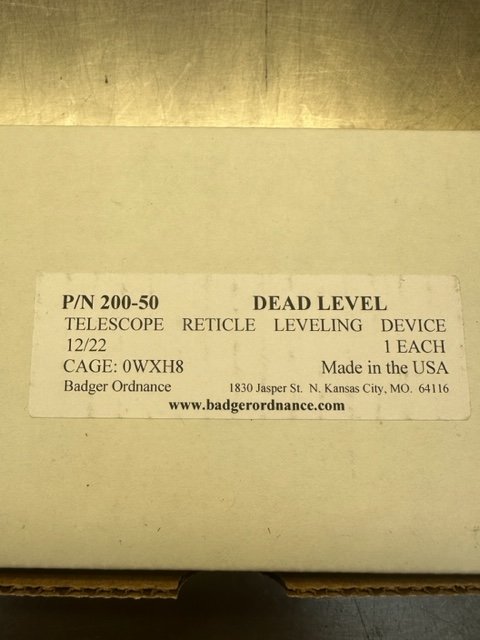 P/N 200-50 DEAD LEVEL
TELESCOPE RETICLE LEVELING DEVICE
12/22 1 EACH
CAGE: 0WXH8 Made in the USA
Badger Ordnance 1830 Jasper St. N. Kansas City, MO. 64116
www.badgerordnance.com